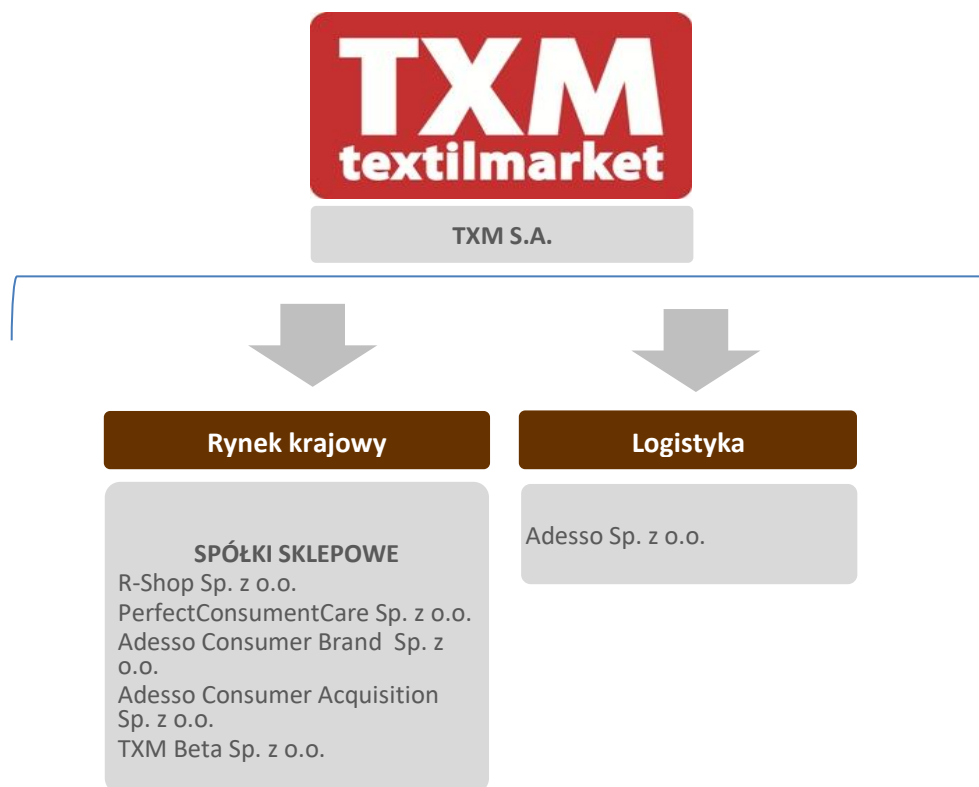 TXM
textilmarket
TXM S.A.
Rynek krajowy
SPÓŁKI SKLEPOWE
R-Shop Sp. z o.o.
PerfectConsumentCare Sp. z o.o.
Adesso Consumer Brand  Sp. z
o.o.
Adesso Consumer Acquisition
Sp. z o.o.
TXM Beta Sp. z o.o.
Logistyka
Adesso Sp. z o.o.